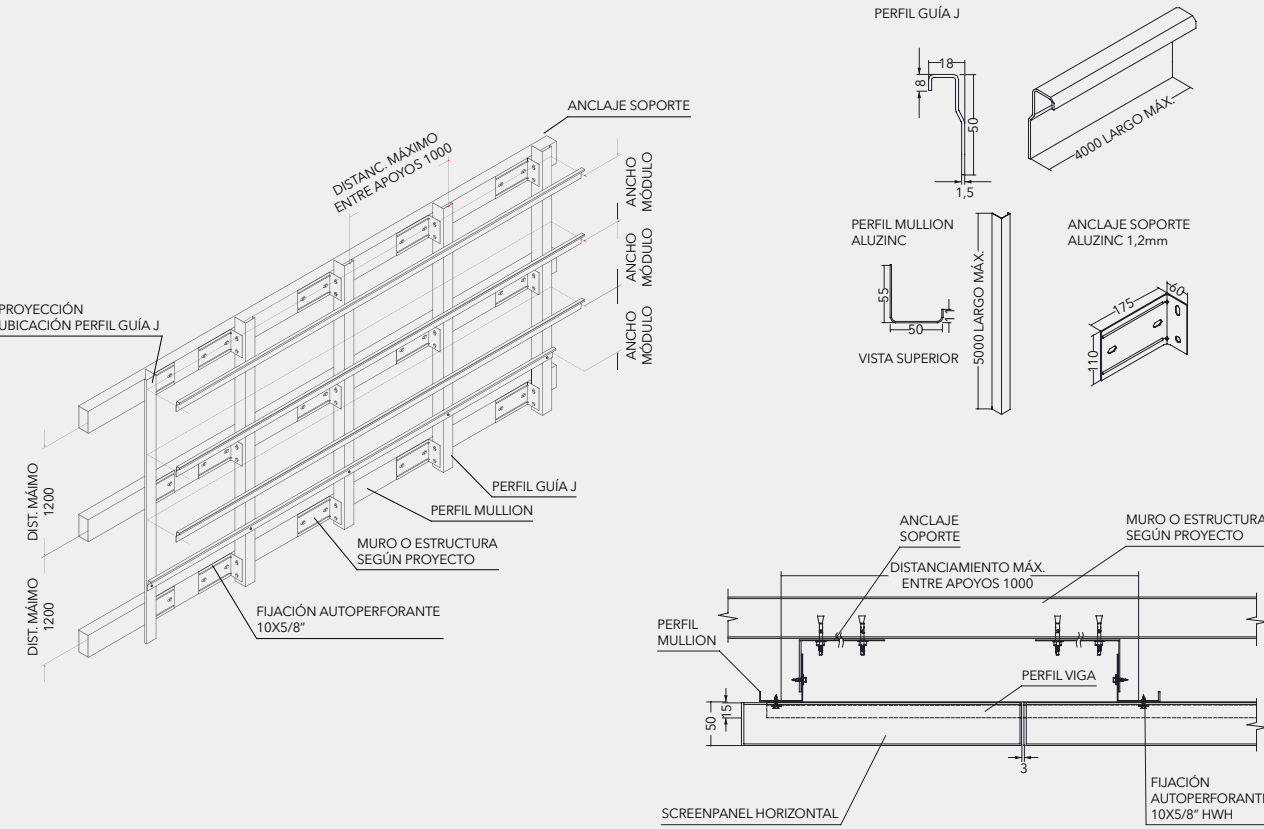 ANCLAJE SOPORTE
DISTANC. MÁXIMO
ENTRE APOYOS 1000
ANCHO
MÓDULO
ANCHO
MÓDULO
ANCHO
MÓDULO
PROYECCIÓN
UBICACIÓN PERFIL GUÍA J
DIST. MÁIMO
1200
DIST. MÁIMO
1200
PERFIL GUÍA J
PERFIL MULLION
MURO O ESTRUCTURA
SEGÚN PROYECTO
FIJACIÓN AUTOPERFORANTE
10X5/8"
PERFIL GUÍA J
18
8
50
1,5
4000 LARGO MÁX.
PERFIL MULLION
ALUZINC
55
50
11
VISTA SUPERIOR
5000 LARGO MÁX.
ANCLAJE SOPORTE
ALUZINC 1,2mm
175
60
110
ANCLAJE
SOPORTE
MURO O ESTRUCTURA
SEGÚN PROYECTO
DISTANCIAMIENTO MÁX.
ENTRE APOYOS 1000
PERFIL
MULLION
PERFIL VIGA
50
15
3
SCREENPANEL HORIZONTAL
FIJACIÓN
AUTOPERFORANTE
10X5/8" HWH